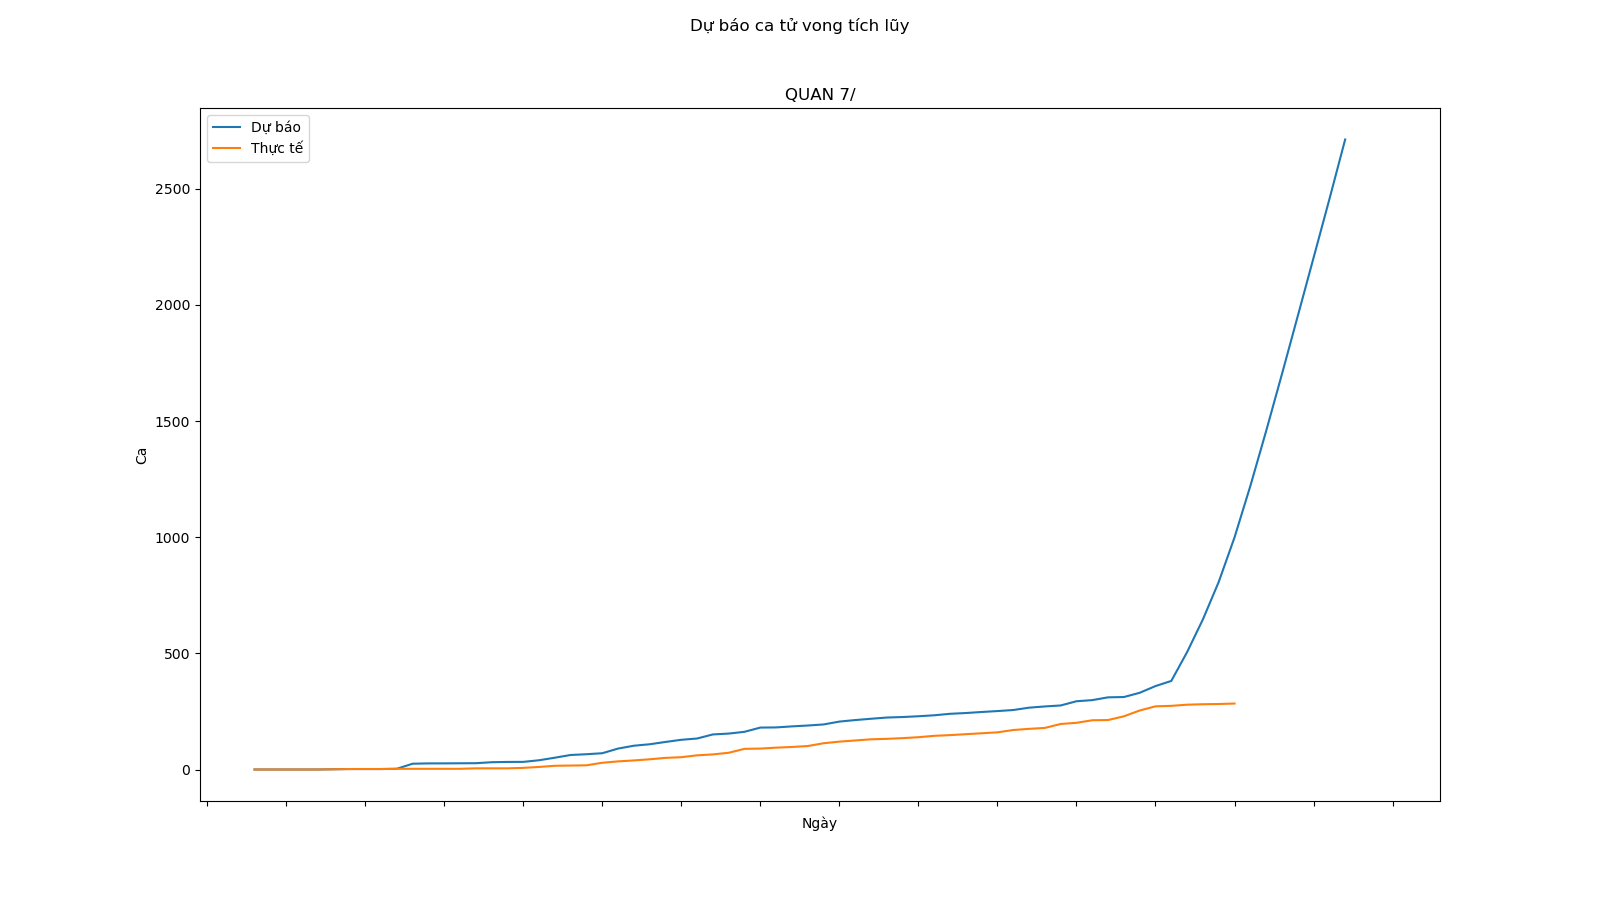 Dự báo ca tử vong tích lũy
QUAN 7/
Dự báo
Thực tế
2500
2000
1500
1000
500
0
Ca
Ngày